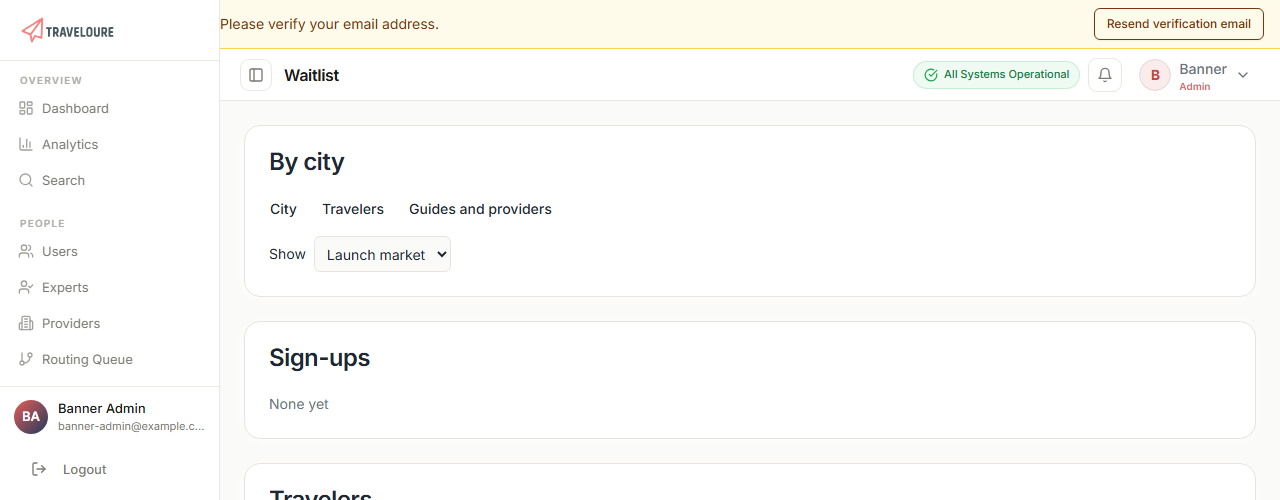 TRAVELOURE
Please verify your email address.
Resend verification email
Waitlist
All Systems Operational
B
Banner
Admin
OVERVIEW
Dashboard
Analytics
Search
PEOPLE
Users
Experts
Providers
Routing Queue
BA
Banner Admin
banner-admin@example.c...
Logout
By city
City Travelers Guides and providers
Show Launch market
Sign-ups
None yet
Travelers